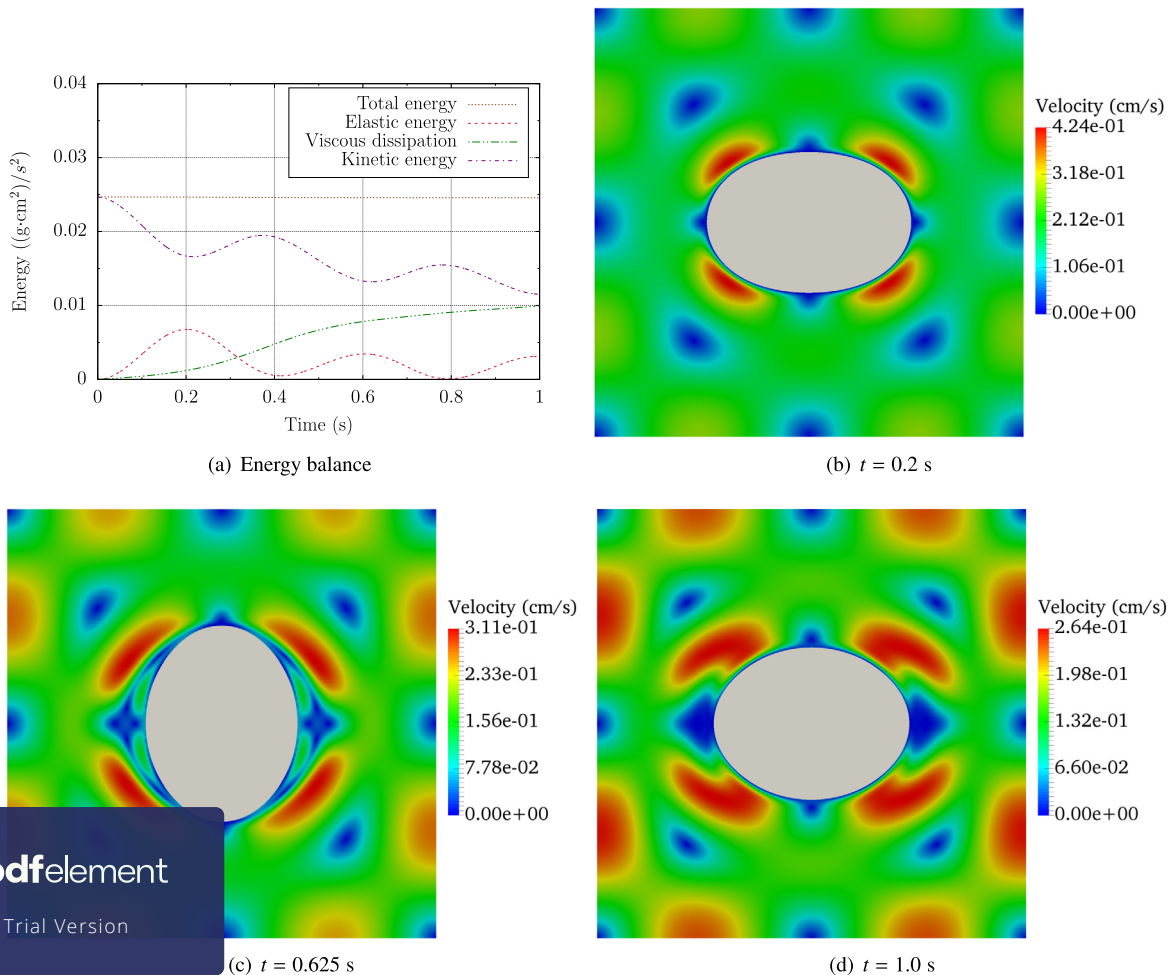 0.04
0.03
0.02
0.01
0
Energy ((g·cm²)/s²)
Total energy
Elastic energy
Viscous dissipation
Kinetic energy
0 0.2 0.4 0.6 0.8 1
Time (s)
(a) Energy balance
Velocity (cm/s)
4.24e-01
3.18e-01
2.12e-01
1.06e-01
0.00e+00
(b) t = 0.2 s
Velocity (cm/s)
3.11e-01
2.33e-01
1.56e-01
7.78e-02
0.00e+00
(c) t = 0.625 s
Velocity (cm/s)
2.64e-01
1.98e-01
1.32e-01
6.60e-02
0.00e+00
(d) t = 1.0 s
pdfelement
Trial Version